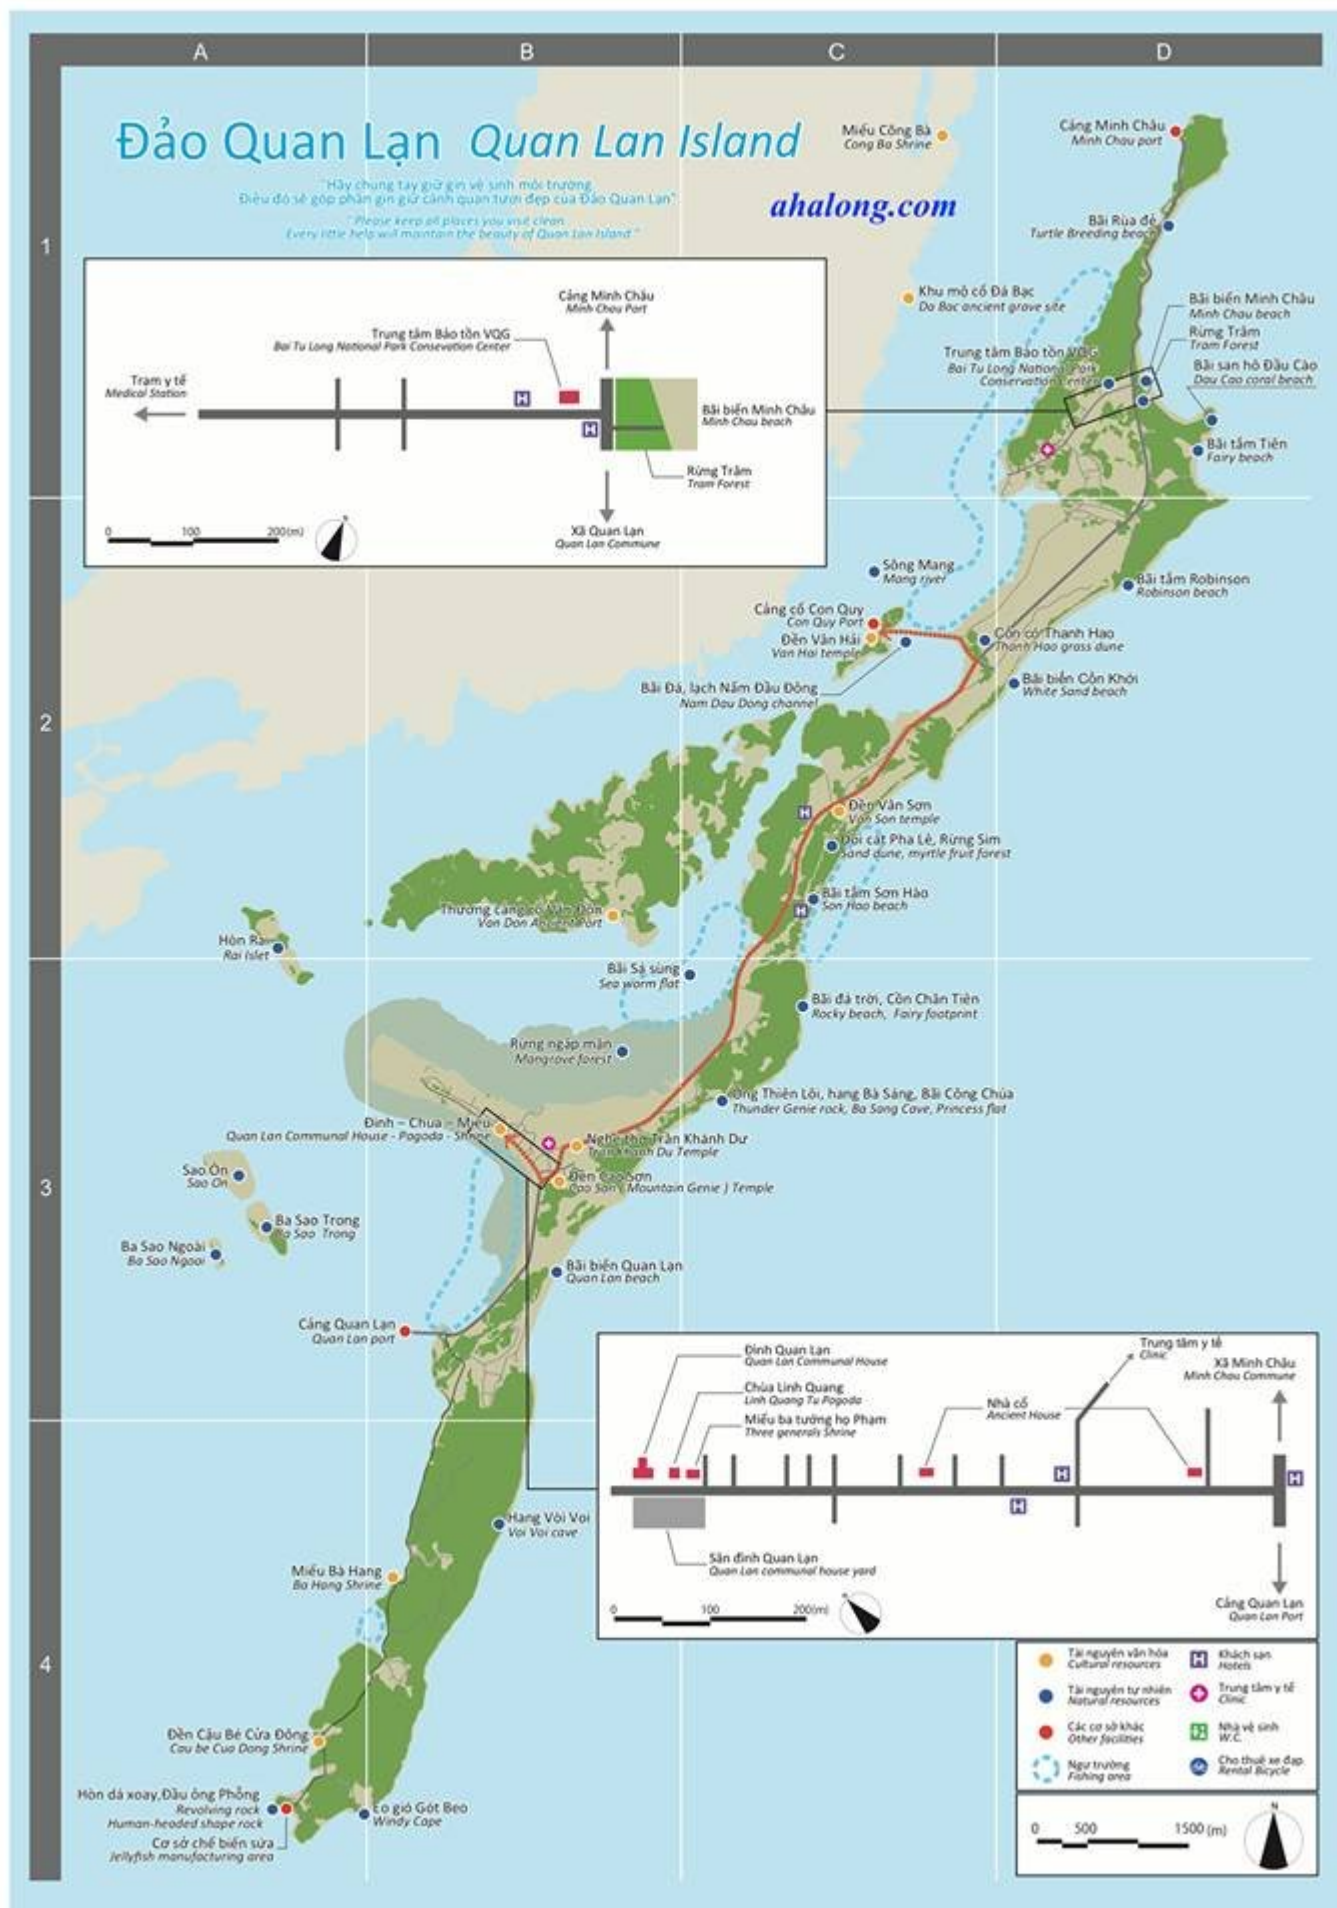 A B C D
Đảo Quan Lạn Quan Lan Island
"Hãy chung tay giữ gìn vệ sinh môi trường
Điều đó sẽ góp phần gìn giữ cảnh quan tươi đẹp của Đảo Quan Lạn"
"Please keep all places you visit clean
Every little help will maintain the beauty of Quan Lan Island"
ahalong.com
Miếu Công Bà
Cong Ba Shrine
Cảng Minh Châu
Minh Chau port
1
Bãi Rùa đẻ
Turtle Breeding beach
Khu mộ cổ Đá Bạc
Da Bac ancient grave site
Bãi biển Minh Châu
Minh Chau beach
Rừng Trâm
Tram Forest
Trung tâm Bảo tồn VQG
Bai Tu Long National Park
Conservation Center
Bãi san hô Đầu Cào
Dau Cao coral beach
Bãi tắm Tiên
Fairy beach
Cảng Minh Châu
Minh Chau Port
Trung tâm Bảo tồn VQG
Bai Tu Long National Park Consevation Center
Trạm y tế
Medical Station
H
H
Bãi biển Minh Châu
Minh Chau beach
Rừng Trâm
Tram Forest
0 100 200(m)
N
Xã Quan Lạn
Quan Lan Commune
Sông Mang
Mang river
Bãi tắm Robinson
Robinson beach
Cảng cổ Con Quy
Con Quy Port
Đền Vân Hải
Van Hai temple
Cồn cỏ Thanh Hao
Thanh Hao grass dune
Bãi Đá, lạch Nấm Đầu Đông
Nam Dau Dong channel
Bãi biển Cồn Khởi
White Sand beach
2
Đền Vân Sơn
Van Son temple
H
Đồi cát Pha Lê, Rừng Sim
Sand dune, myrtle fruit forest
Bãi tắm Sơn Hào
Son Hao beach
H
Thương cảng cổ Vân Đồn
Van Don Ancient Port
Hòn Rai
Rai Islet
Bãi Sá sùng
Sea worm flat
Bãi đá trời, Cồn Chân Tiên
Rocky beach, Fairy footprint
Rừng ngập mặn
Mangrove forest
Ông Thiên Lôi, hang Bà Sáng, Bãi Công Chúa
Thunder Genie rock, Ba Sang Cave, Princess flat
Đình – Chùa – Miếu
Quan Lan Communal House - Pagoda - Shrine
Nghè thờ Trần Khánh Dư
Tran Khanh Du Temple
Đền Cao Sơn
Cao Son ( Mountain Genie ) Temple
3
Sao Ón
Sao On
Ba Sao Trong
Ba Sao Trong
Ba Sao Ngoài
Ba Sao Ngoai
Bãi biển Quan Lạn
Quan Lan beach
Cảng Quan Lạn
Quan Lan port
Đình Quan Lạn
Quan Lan Communal House
Chùa Linh Quang
Linh Quang Tu Pagoda
Miếu ba tướng họ Phạm
Three generals Shrine
Nhà cổ
Ancient House
Trung tâm y tế
Clinic
Xã Minh Châu
Minh Chau Commune
H
H
H
Sân đình Quan Lạn
Quan Lan communal house yard
0 100 200(m)
N
Cảng Quan Lạn
Quan Lan Port
Hang Vòi Voi
Voi Voi cave
Miếu Bà Hang
Ba Hang Shrine
4
Đền Cậu Bé Cửa Đông
Cau be Cua Dong Shrine
Hòn đá xoay,Đầu ông Phỗng
Revolving rock
Human-headed shape rock
Cơ sở chế biến sứa
Jellyfish manufacturing area
Lò gió Gót Beo
Windy Cape
Tài nguyên văn hóa
Cultural resources
Tài nguyên tự nhiên
Natural resources
Các cơ sở khác
Other facilities
Ngư trường
Fishing area
H
Khách sạn
Hotels
Trung tâm y tế
Clinic
Nhà vệ sinh
W.C.
Cho thuê xe đạp
Rental Bicycle
0 500 1500 (m)
N